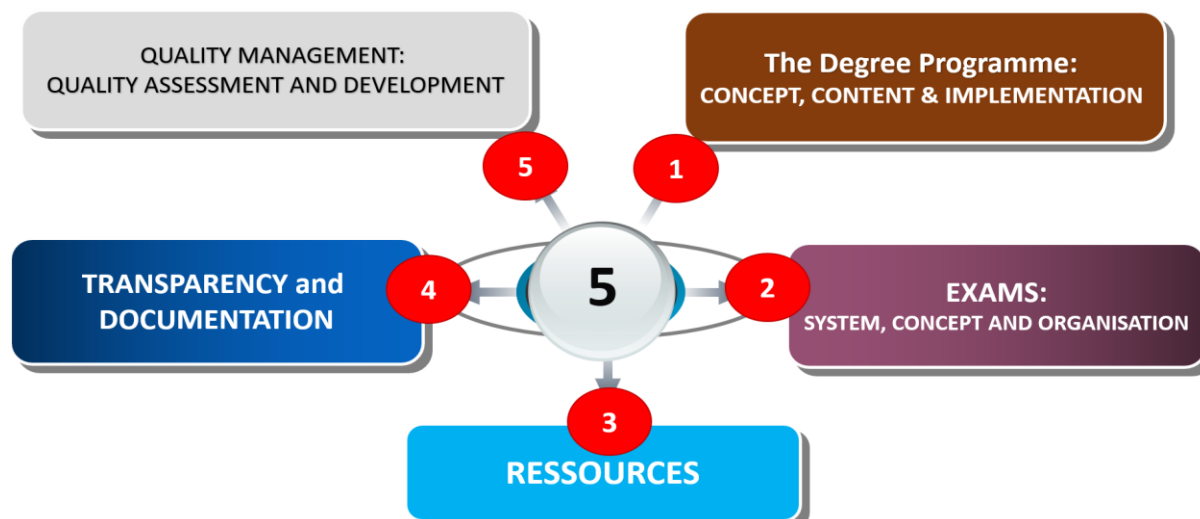 QUALITY MANAGEMENT:
QUALITY ASSESSMENT AND DEVELOPMENT
The Degree Programme:
CONCEPT, CONTENT & IMPLEMENTATION
5
1
TRANSPARENCY and
DOCUMENTATION
4
5
2
EXAMS:
SYSTEM, CONCEPT AND ORGANISATION
3
RESSOURCES